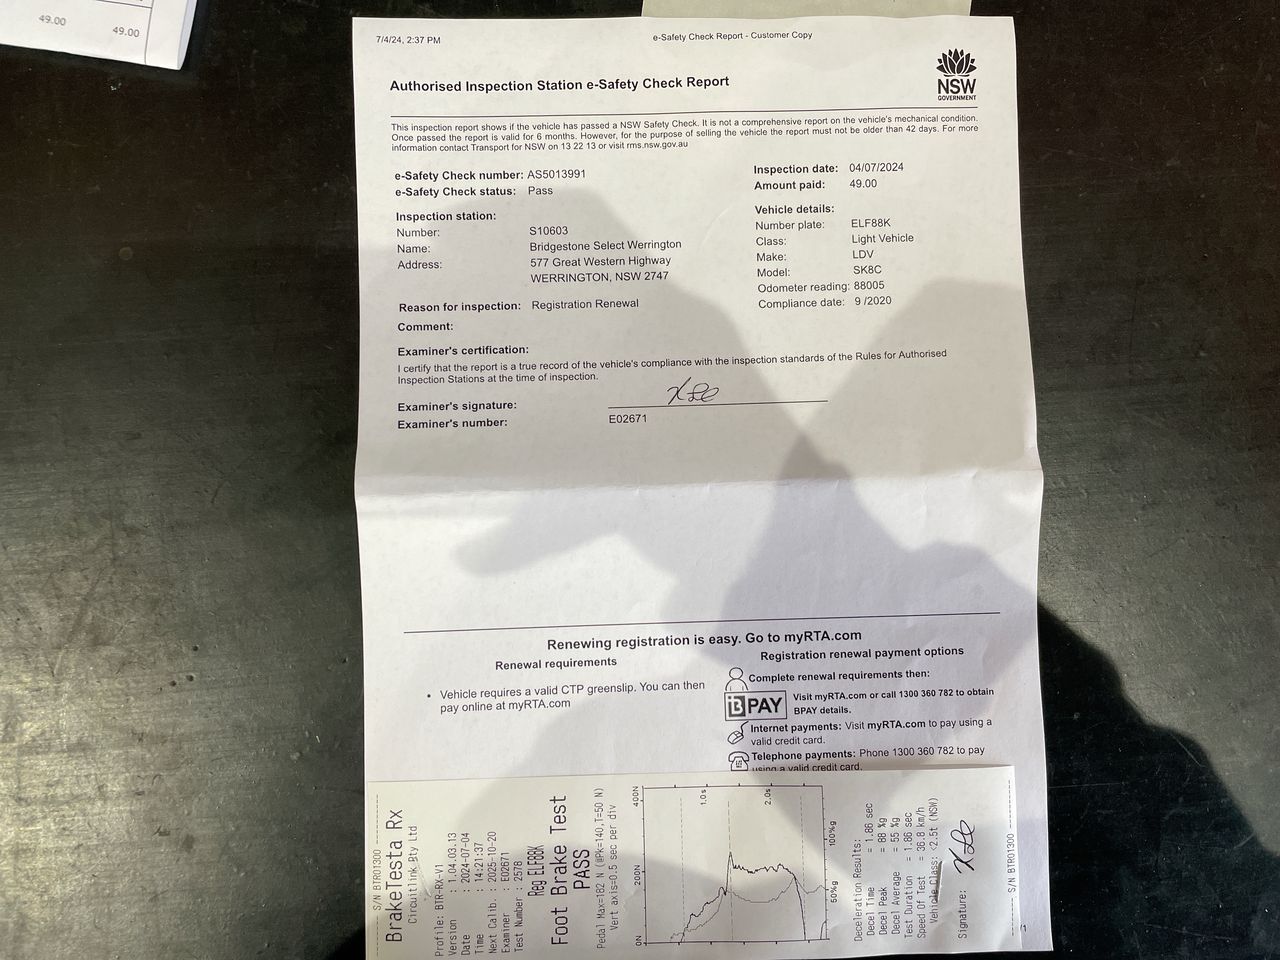 49.00
49.00
7/4/24, 2:37 PM
e-Safety Check Report - Customer Copy
Authorised Inspection Station e-Safety Check Report
NSW
GOVERNMENT
This inspection report shows if the vehicle has passed a NSW Safety Check. It is not a comprehensive report on the vehicle's mechanical condition.
Once passed the report is valid for 6 months. However, for the purpose of selling the vehicle the report must not be older than 42 days. For more
information contact Transport for NSW on 13 22 13 or visit rms.nsw.gov.au
e-Safety Check number: AS5013991
e-Safety Check status: Pass
Inspection date: 04/07/2024
Amount paid: 49.00
Inspection station:
Number: S10603
Name: Bridgestone Select Werrington
Address: 577 Great Western Highway
WERRINGTON, NSW 2747
Vehicle details:
Number plate: ELF88K
Class: Light Vehicle
Make: LDV
Model: SK8C
Odometer reading: 88005
Compliance date: 9 /2020
Reason for inspection: Registration Renewal
Comment:
Examiner's certification:
I certify that the report is a true record of the vehicle's compliance with the inspection standards of the Rules for Authorised
Inspection Stations at the time of inspection.
Examiner's signature:
Examiner's number: E02671
Renewing registration is easy. Go to myRTA.com
Renewal requirements
• Vehicle requires a valid CTP greenslip. You can then
pay online at myRTA.com
Registration renewal payment options
Complete renewal requirements then:
B PAY
Visit myRTA.com or call 1300 360 782 to obtain
BPAY details.
Internet payments: Visit myRTA.com to pay using a
valid credit card.
Telephone payments: Phone 1300 360 782 to pay
using a valid credit card.
S/N BTR01300
BrakeTesta Rx
Circuitlink Pty Ltd
Profile: BTR-RX-V1
Version : 1.04.03.13
Date : 2024-07-04
Time : 14:21:37
Next Calib. : 2025-10-20
Examiner : E02671
Test Number : 2578
Reg ELF88K
Foot Brake Test
PASS
Pedal Max=182 N (@Pk=140,T=50 N)
Vert axis=0.5 sec per div
0N 200N 400N
1.0s
2.0s
50%g 100%g
Deceleration Results:
Decel Time = 1.86 sec
Decel Peak = 88 %g
Decel Average = 55 %g
Test Duration = 1.86 sec
Speed Of Test = 36.8 km/h
Vehicle Class: <2.5t (NSW)
Signature:
S/N BTR01300
1